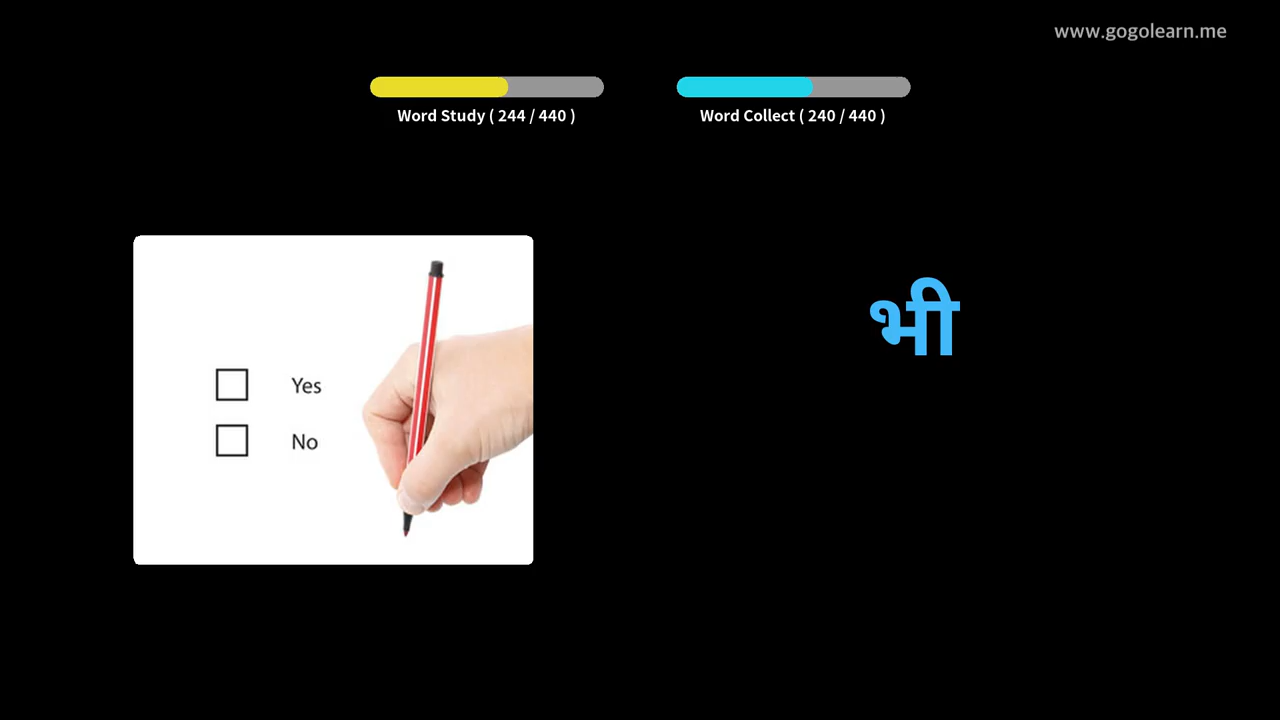 www.gogolearn.me
Word Study ( 244 / 440 )
Word Collect ( 240 / 440 )
भी
Yes
No